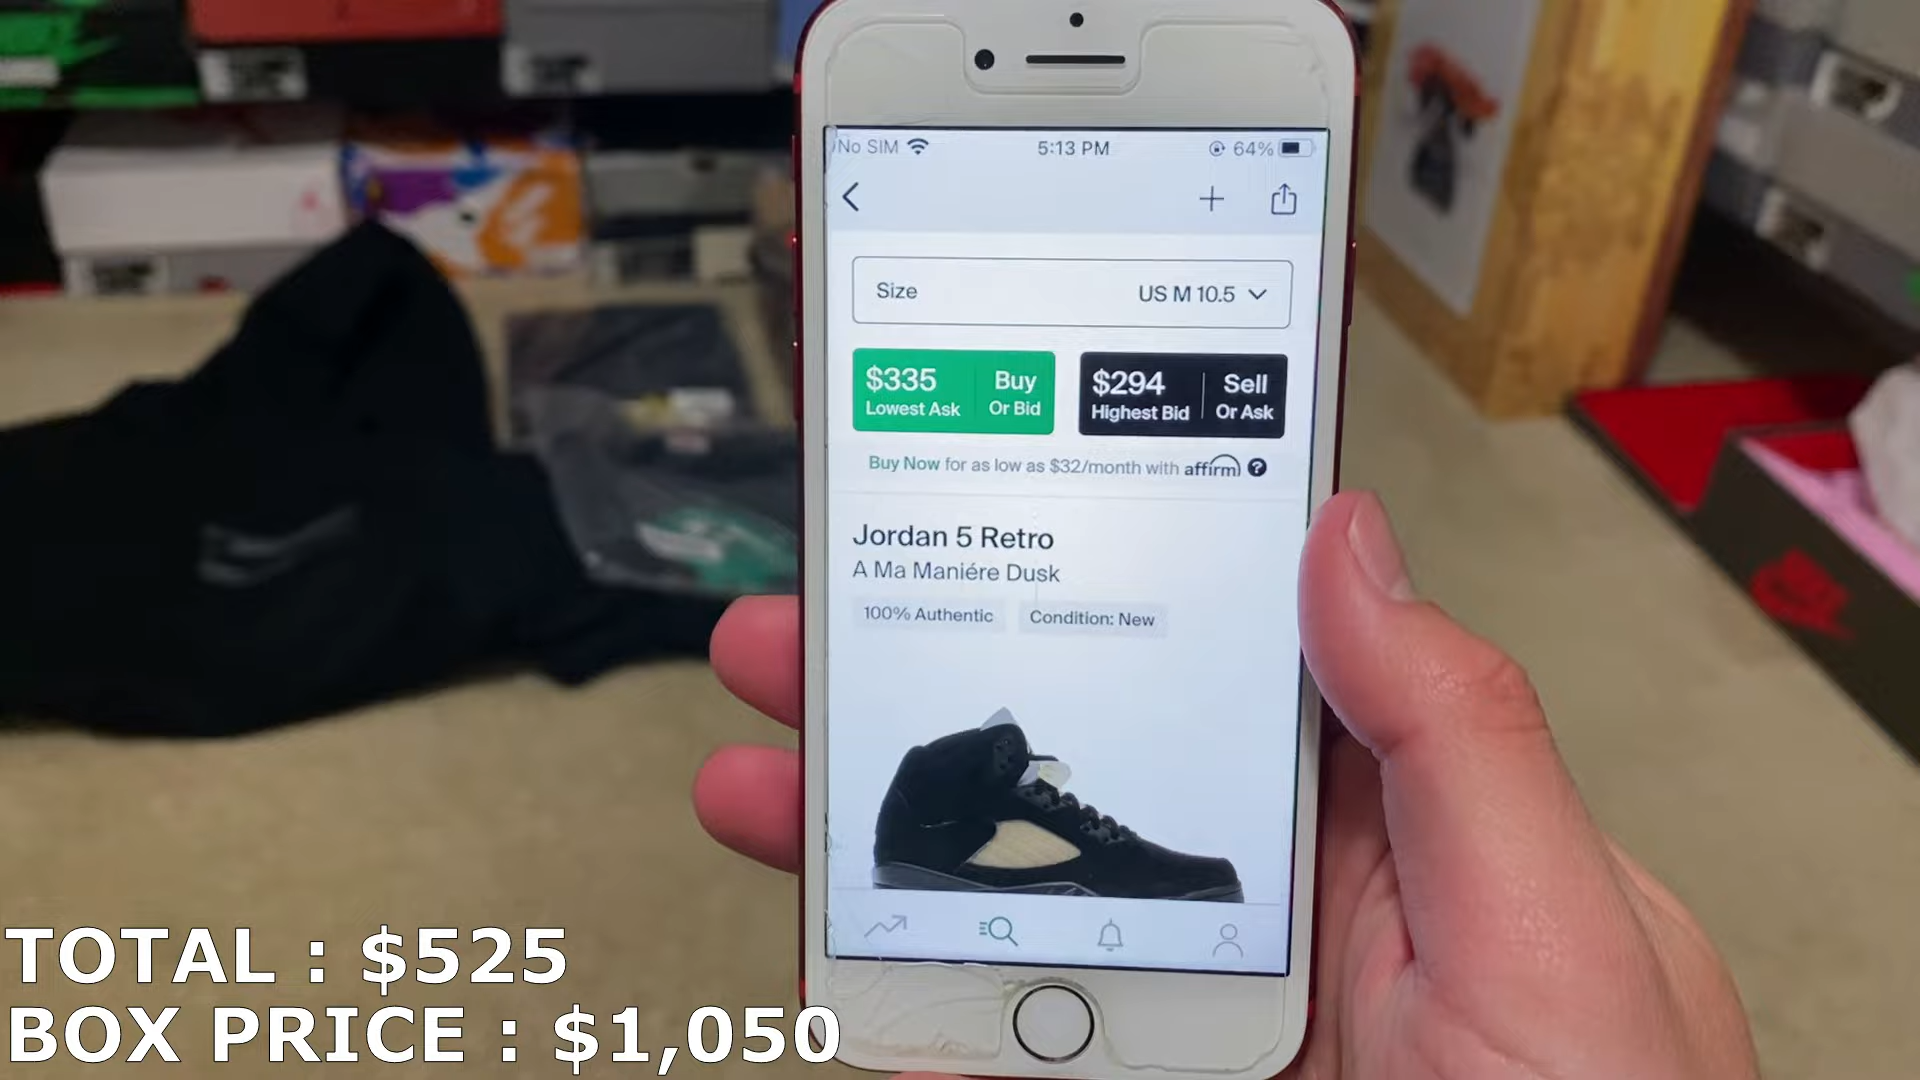 No SIM 5:13 PM 64%
Size US M 10.5
$335 Buy $294 Sell
Lowest Ask Or Bid Highest Bid Or Ask
Buy Now for as low as $32/month with affirm ?
Jordan 5 Retro
A Ma Maniére Dusk
100% Authentic Condition: New
TOTAL : $525
BOX PRICE : $1,050